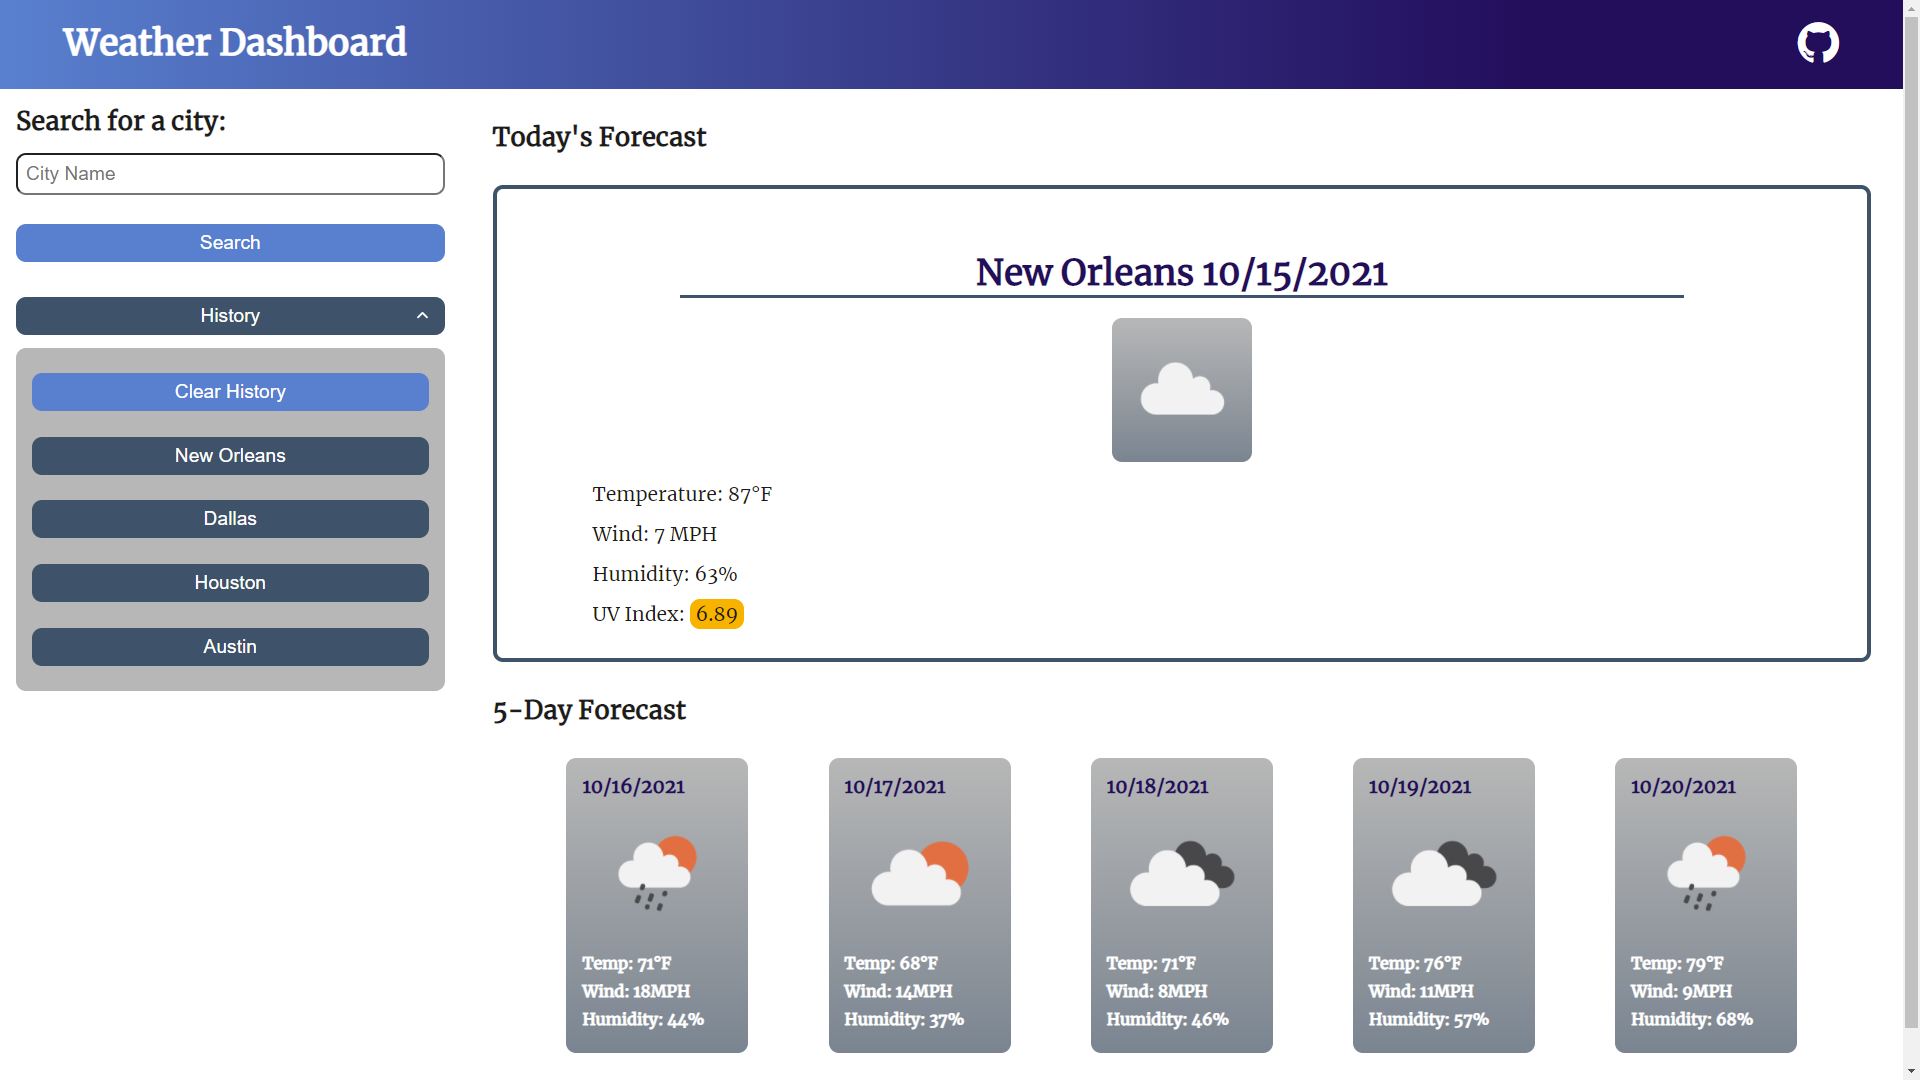 Weather Dashboard
Search for a city:
City Name
Search
History
Clear History
New Orleans
Dallas
Houston
Austin
Today's Forecast
New Orleans 10/15/2021
Temperature: 87°F
Wind: 7 MPH
Humidity: 63%
UV Index: 6.89
5-Day Forecast
10/16/2021
Temp: 71°F
Wind: 18MPH
Humidity: 44%
10/17/2021
Temp: 68°F
Wind: 14MPH
Humidity: 37%
10/18/2021
Temp: 71°F
Wind: 8MPH
Humidity: 46%
10/19/2021
Temp: 76°F
Wind: 11MPH
Humidity: 57%
10/20/2021
Temp: 79°F
Wind: 9MPH
Humidity: 68%